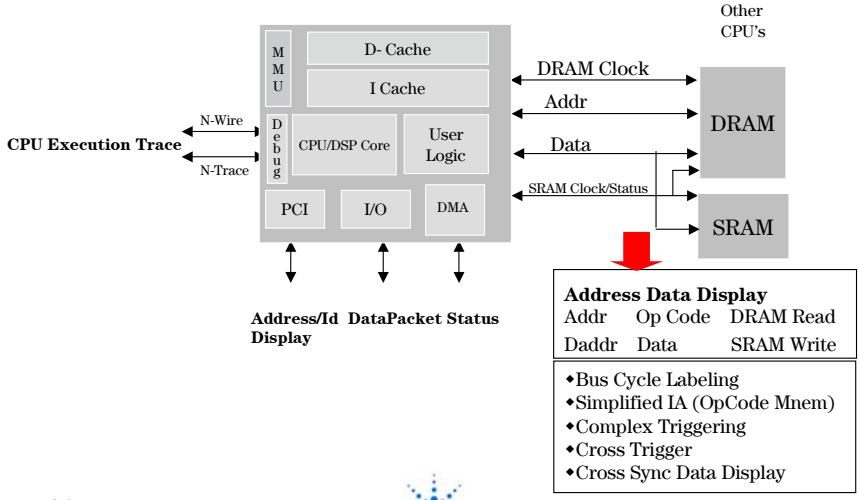 Other
CPU's
M
M
U
D- Cache
I Cache
DRAM Clock
Addr
DRAM
N-Wire
CPU Execution Trace
N-Trace
D
e
b
u
g
CPU/DSP Core
User
Logic
Data
SRAM Clock/Status
PCI
I/O
DMA
SRAM
Address/Id DataPacket Status
Display
Address Data Display
Addr Op Code DRAM Read
Daddr Data SRAM Write
◆Bus Cycle Labeling
◆Simplified IA (OpCode Mnem)
◆Complex Triggering
◆Cross Trigger
◆Cross Sync Data Display